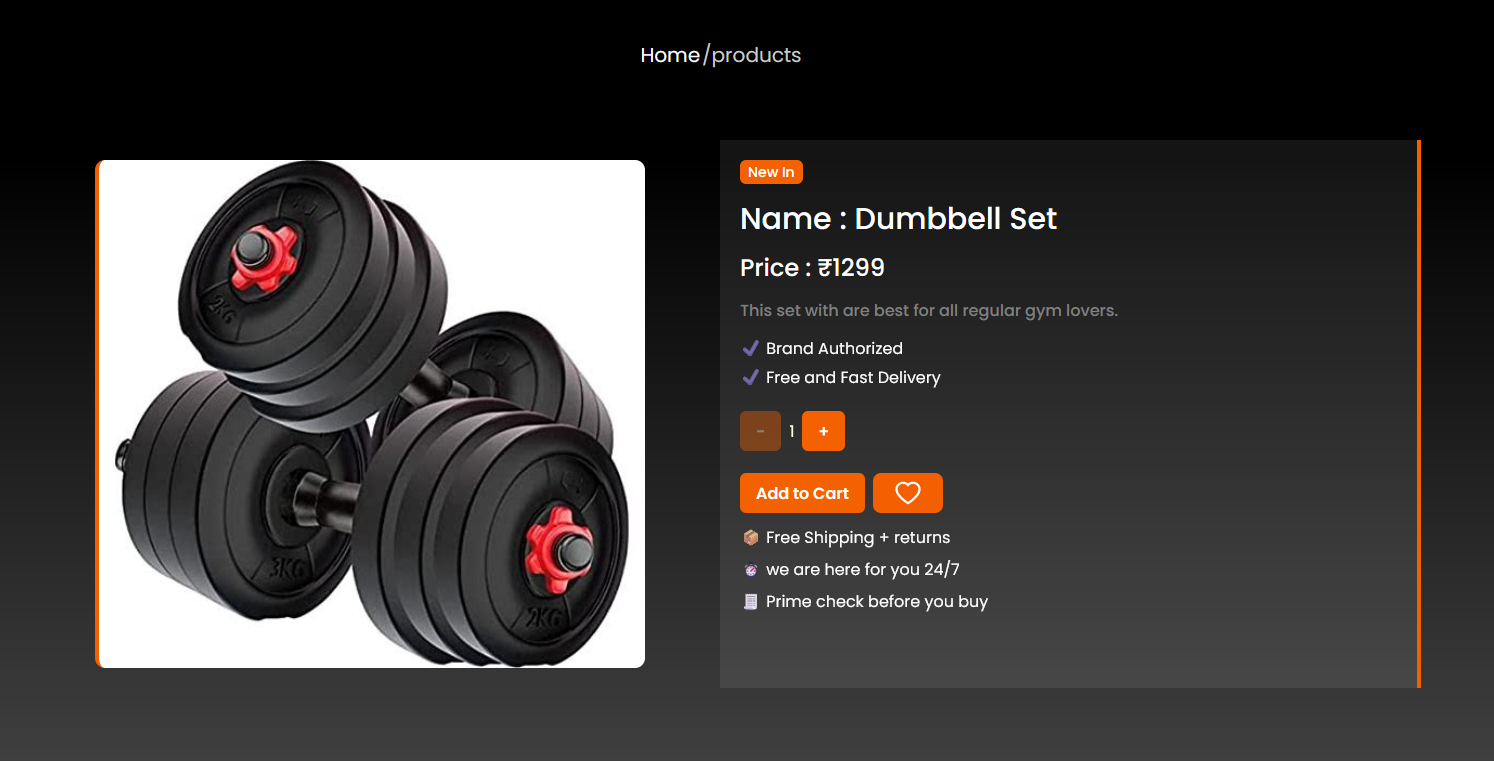 Home/products
New In
Name : Dumbbell Set
Price : ₹1299
This set with are best for all regular gym lovers.
Brand Authorized
Free and Fast Delivery
- 1 +
Add to Cart
Free Shipping + returns
we are here for you 24/7
Prime check before you buy
2KG
3KG
2KG